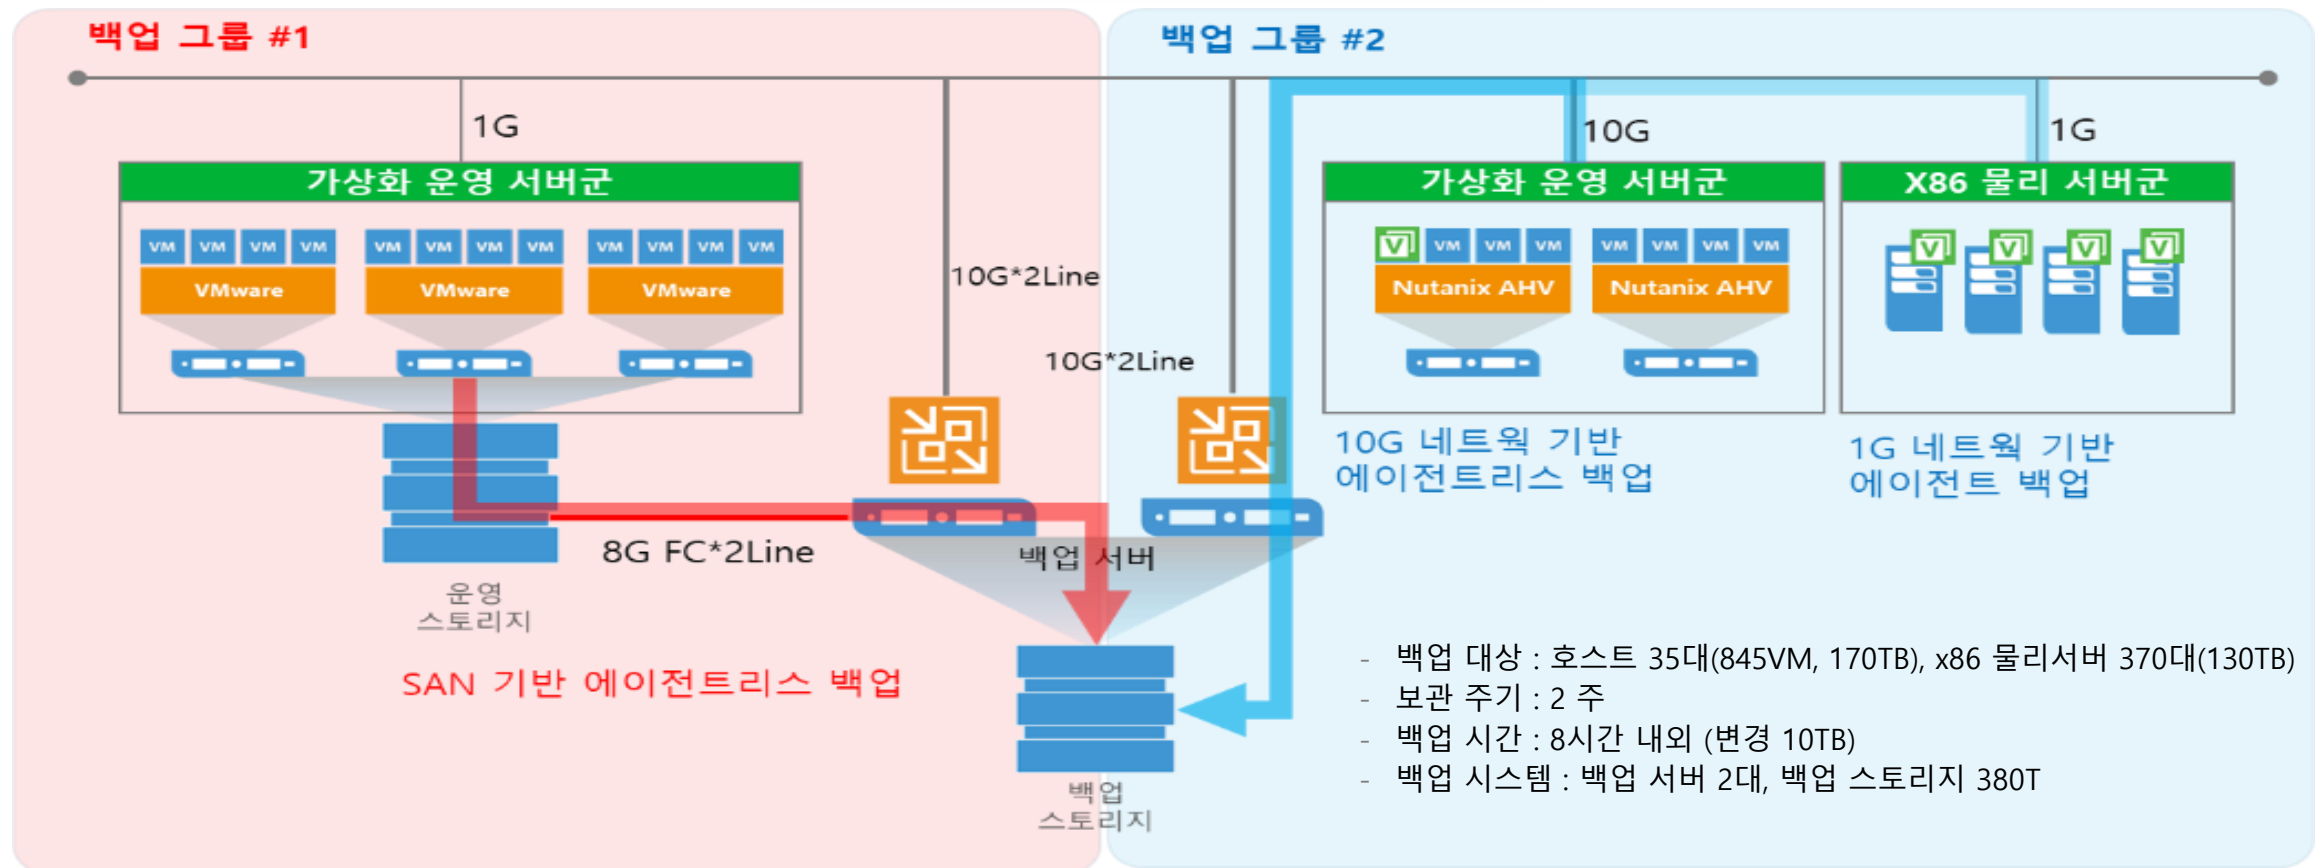 백업 그룹 #1
백업 그룹 #2
1G
10G
1G
가상화 운영 서버군
가상화 운영 서버군
X86 물리 서버군
VM VM VM VM
VM VM VM VM
VM VM VM VM
V VM VM VM
VM VM VM VM
V V V V
VMware
VMware
VMware
Nutanix AHV
Nutanix AHV
10G*2Line
10G*2Line
10G 네트웍 기반
에이전트리스 백업
1G 네트웍 기반
에이전트 백업
8G FC*2Line
백업 서버
운영
스토리지
SAN 기반 에이전트리스 백업
- 백업 대상 : 호스트 35대(845VM, 170TB), x86 물리서버 370대(130TB)
- 보관 주기 : 2 주
- 백업 시간 : 8시간 내외 (변경 10TB)
- 백업 시스템 : 백업 서버 2대, 백업 스토리지 380T
백업
스토리지